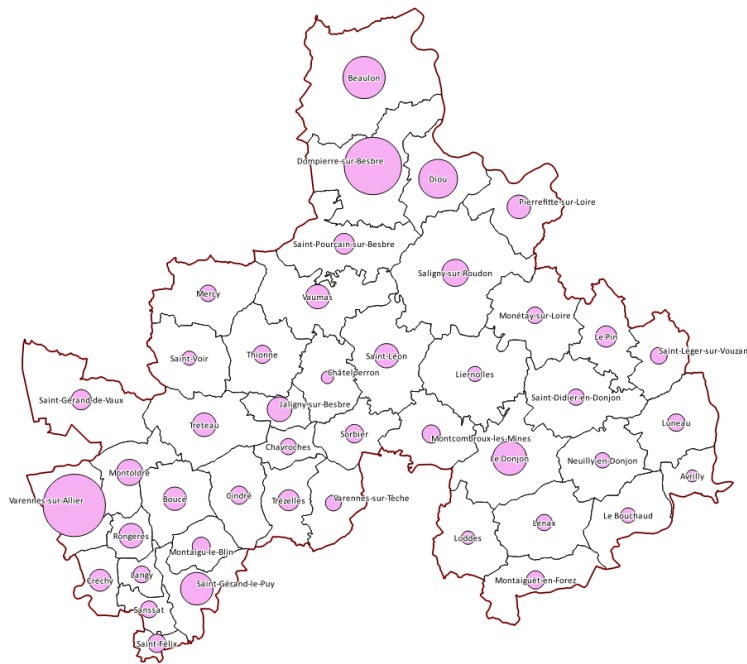 Beaulon
Dompierre-sur-Besbre
Diou
Pierrefitte-sur-Loire
Saint-Pourçain-sur-Besbre
Saligny-sur-Roudon
Mercy
Vaumas
Monétay-sur-Loire
Le Pin
Saint-Voir
Thionne
Saint-Léon
Saint-Léger-sur-Vouzan
Châtelperron
Liernolles
Saint-Gérand-de-Vaux
Jaligny-sur-Besbre
Saint-Didier-en-Donjon
Treteau
Luneau
Chavroches
Sorbier
Montcombroux-les-Mines
Le Donjon
Neuilly-en-Donjon
Montoldre
Avrilly
Varennes-sur-Allier
Boucé
Cindré
Trézelles
Varennes-sur-Tèche
Le Bouchaud
Rongères
Lenax
Loddes
Montaigu-le-Blin
Créchy
Langy
Saint-Gérand-le-Puy
Montaiguët-en-Forez
Sanssat
Saint-Félix